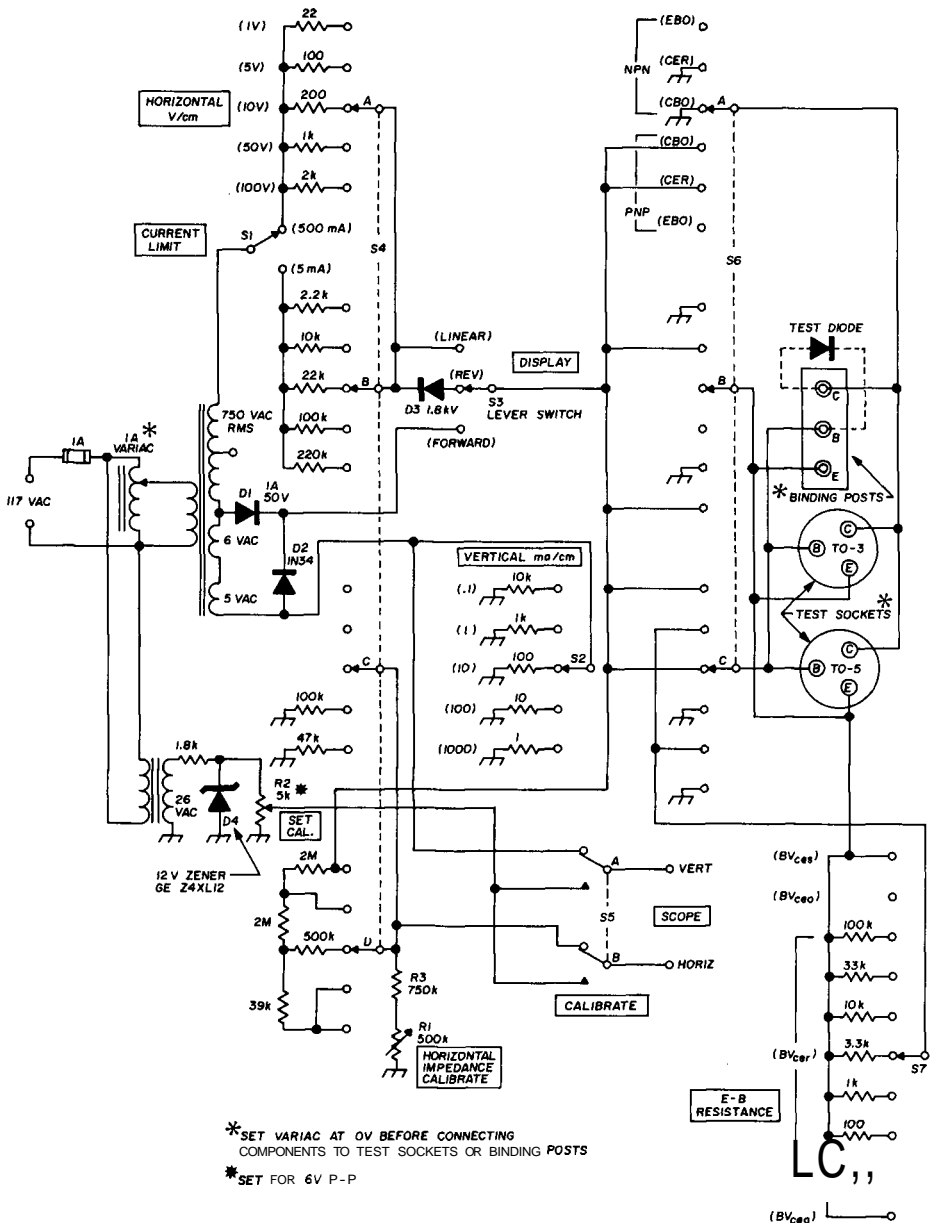 (1V) 22
(5V) 100
HORIZONTAL
V/cm
(10V) 200 A
(50V) 1k
(100V) 2k
CURRENT
LIMIT
S1
(500 mA)
S4
(5 mA)
2.2k
10k
22k B
100k
220k
(LINEAR)
DISPLAY
(REV)
S3
LEVER SWITCH
D3 1.8kV
(FORWARD)
750 VAC
RMS
1A
1A
VARIAC *
117 VAC
D1
1A
50V
6 VAC
D2
IN34
5 VAC
VERTICAL ma/cm
(.1) 10k
(1) 1k
(10) 100 S2
(100) 10
(1000) 1
C
100k
47k
1.8k
26
VAC
D4
R2
5k *
SET
CAL.
12V ZENER
GE Z4XL12
2M
2M
500k D
39k
R3
750k
R1
500k
HORIZONTAL
IMPEDANCE
CALIBRATE
A VERT
S5
SCOPE
B HORIZ
CALIBRATE
(EBO)
NPN
(CER)
(CBO) A
(CBO)
(CER)
PNP
(EBO)
S6
B
C
TEST DIODE
C
B
E
* BINDING POSTS
C
B TO-3
E
TEST SOCKETS *
C
B TO-5
E
(BVces)
(BVceo)
100k
33k
10k
(BVcer) 3.3k
S7
1k
E-B
RESISTANCE
100
LC,,
(BVceq)
* SET VARIAC AT 0V BEFORE CONNECTING
COMPONENTS TO TEST SOCKETS OR BINDING POSTS
* SET FOR 6V P-P